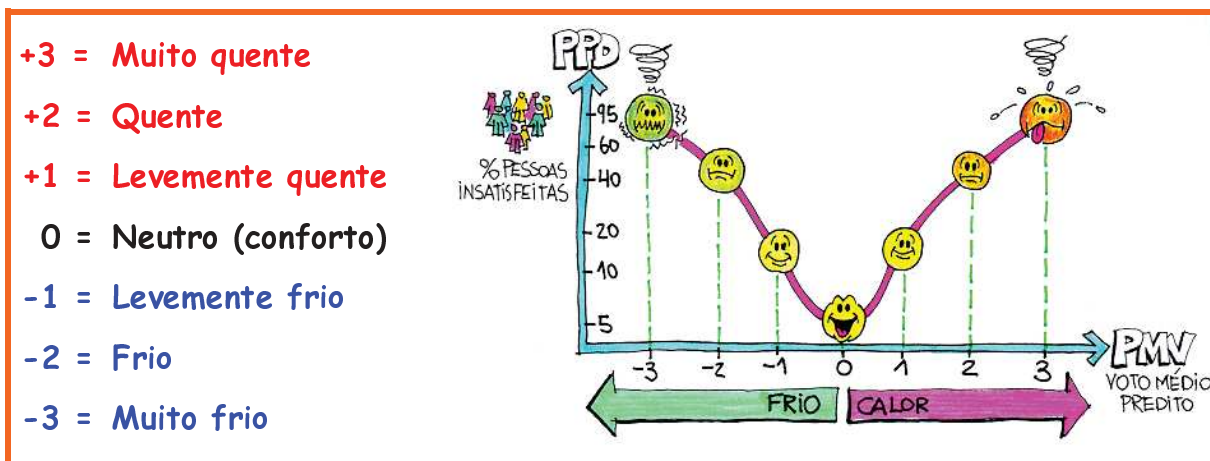 +3 = Muito quente
+2 = Quente
+1 = Levemente quente
0 = Neutro (conforto)
-1 = Levemente frio
-2 = Frio
-3 = Muito frio
PPD
% PESSOAS
INSATISFEITAS
95
60
40
20
10
5
-3 -2 -1 0 1 2 3
PMV
VOTO MÉDIO
PREDITO
FRIO CALOR